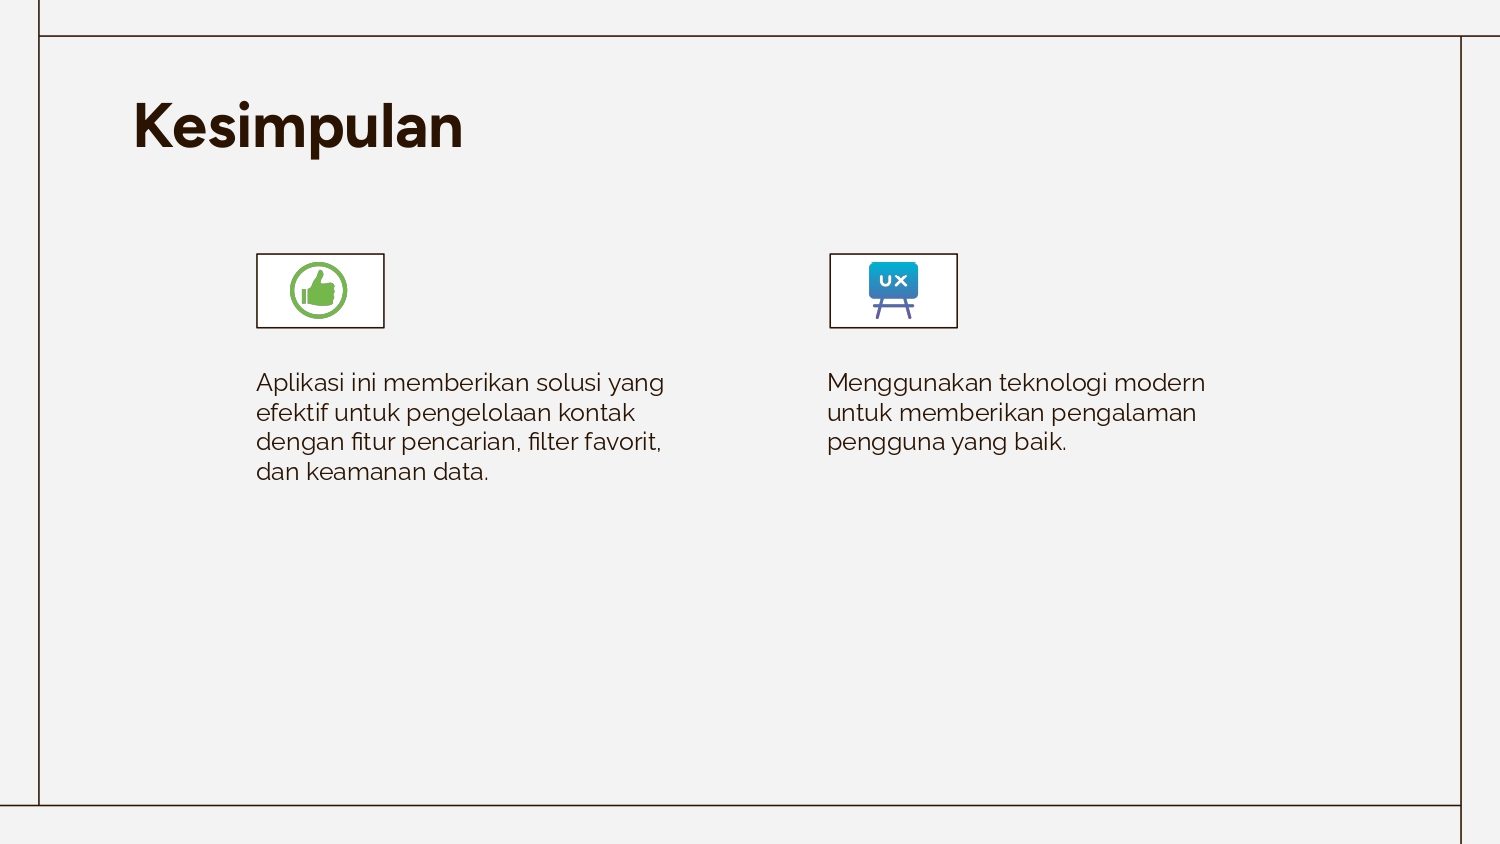 Kesimpulan
UX
Aplikasi ini memberikan solusi yang
efektif untuk pengelolaan kontak
dengan fitur pencarian, filter favorit,
dan keamanan data.
Menggunakan teknologi modern
untuk memberikan pengalaman
pengguna yang baik.